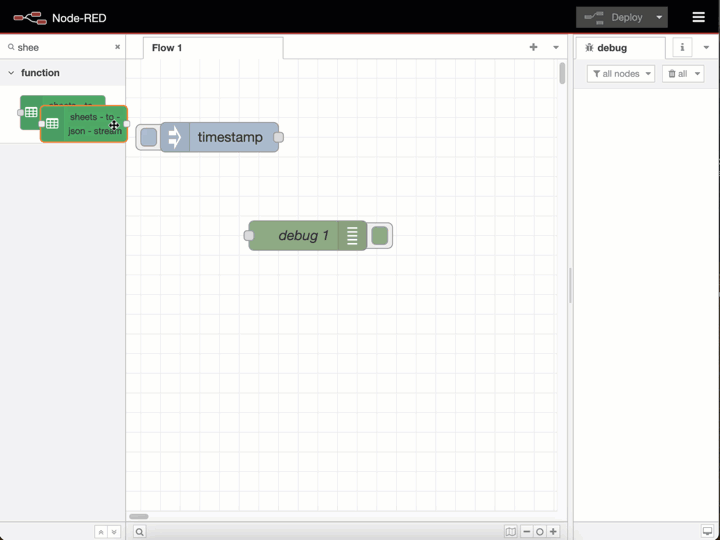 Node-RED
Deploy
shee
Flow 1
debug
i
function
all nodes
all
sheets - to -
sheets - to -
json - stream
timestamp
debug 1